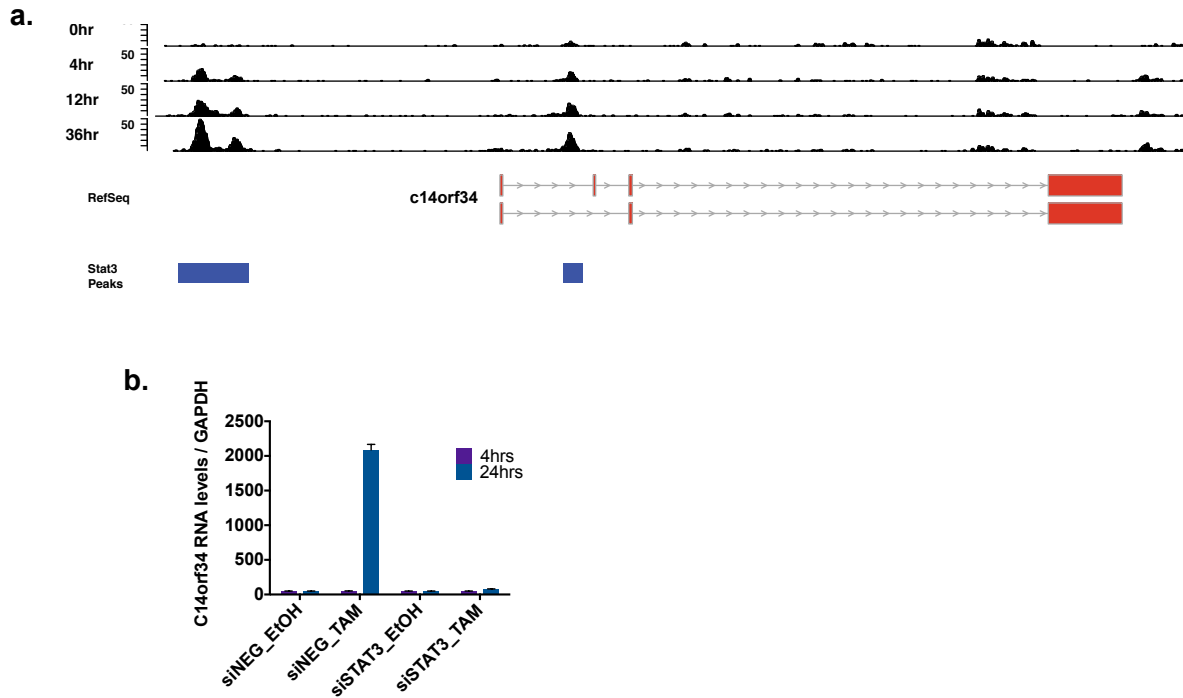 a.
0hr
50
4hr
50
12hr
50
36hr
RefSeq
c14orf34
Stat3
Peaks
b.
C14orf34 RNA levels / GAPDH
2500
2000
1500
1000
500
0
4hrs
24hrs
siNEG_EtOH
siNEG_TAM
siSTAT3_EtOH
siSTAT3_TAM